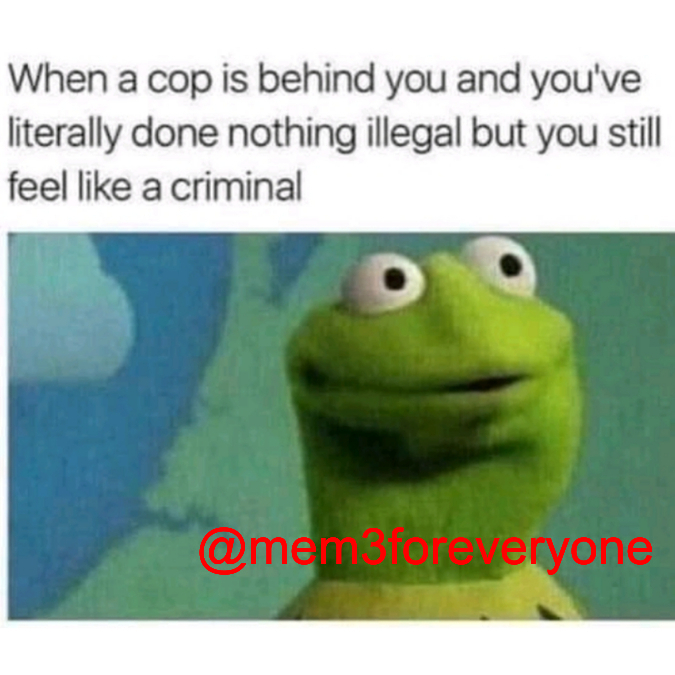 When a cop is behind you and you've
literally done nothing illegal but you still
feel like a criminal
@mem3foreveryone